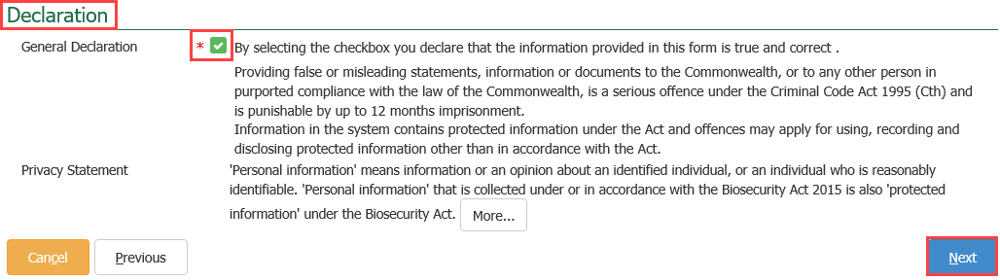 Declaration
General Declaration * By selecting the checkbox you declare that the information provided in this form is true and correct .
Providing false or misleading statements, information or documents to the Commonwealth, or to any other person in
purported compliance with the law of the Commonwealth, is a serious offence under the Criminal Code Act 1995 (Cth) and
is punishable by up to 12 months imprisonment.
Information in the system contains protected information under the Act and offences may apply for using, recording and
disclosing protected information other than in accordance with the Act.
Privacy Statement 'Personal information' means information or an opinion about an identified individual, or an individual who is reasonably
identifiable. 'Personal information' that is collected under or in accordance with the Biosecurity Act 2015 is also 'protected
information' under the Biosecurity Act. More...
Cancel Previous Next